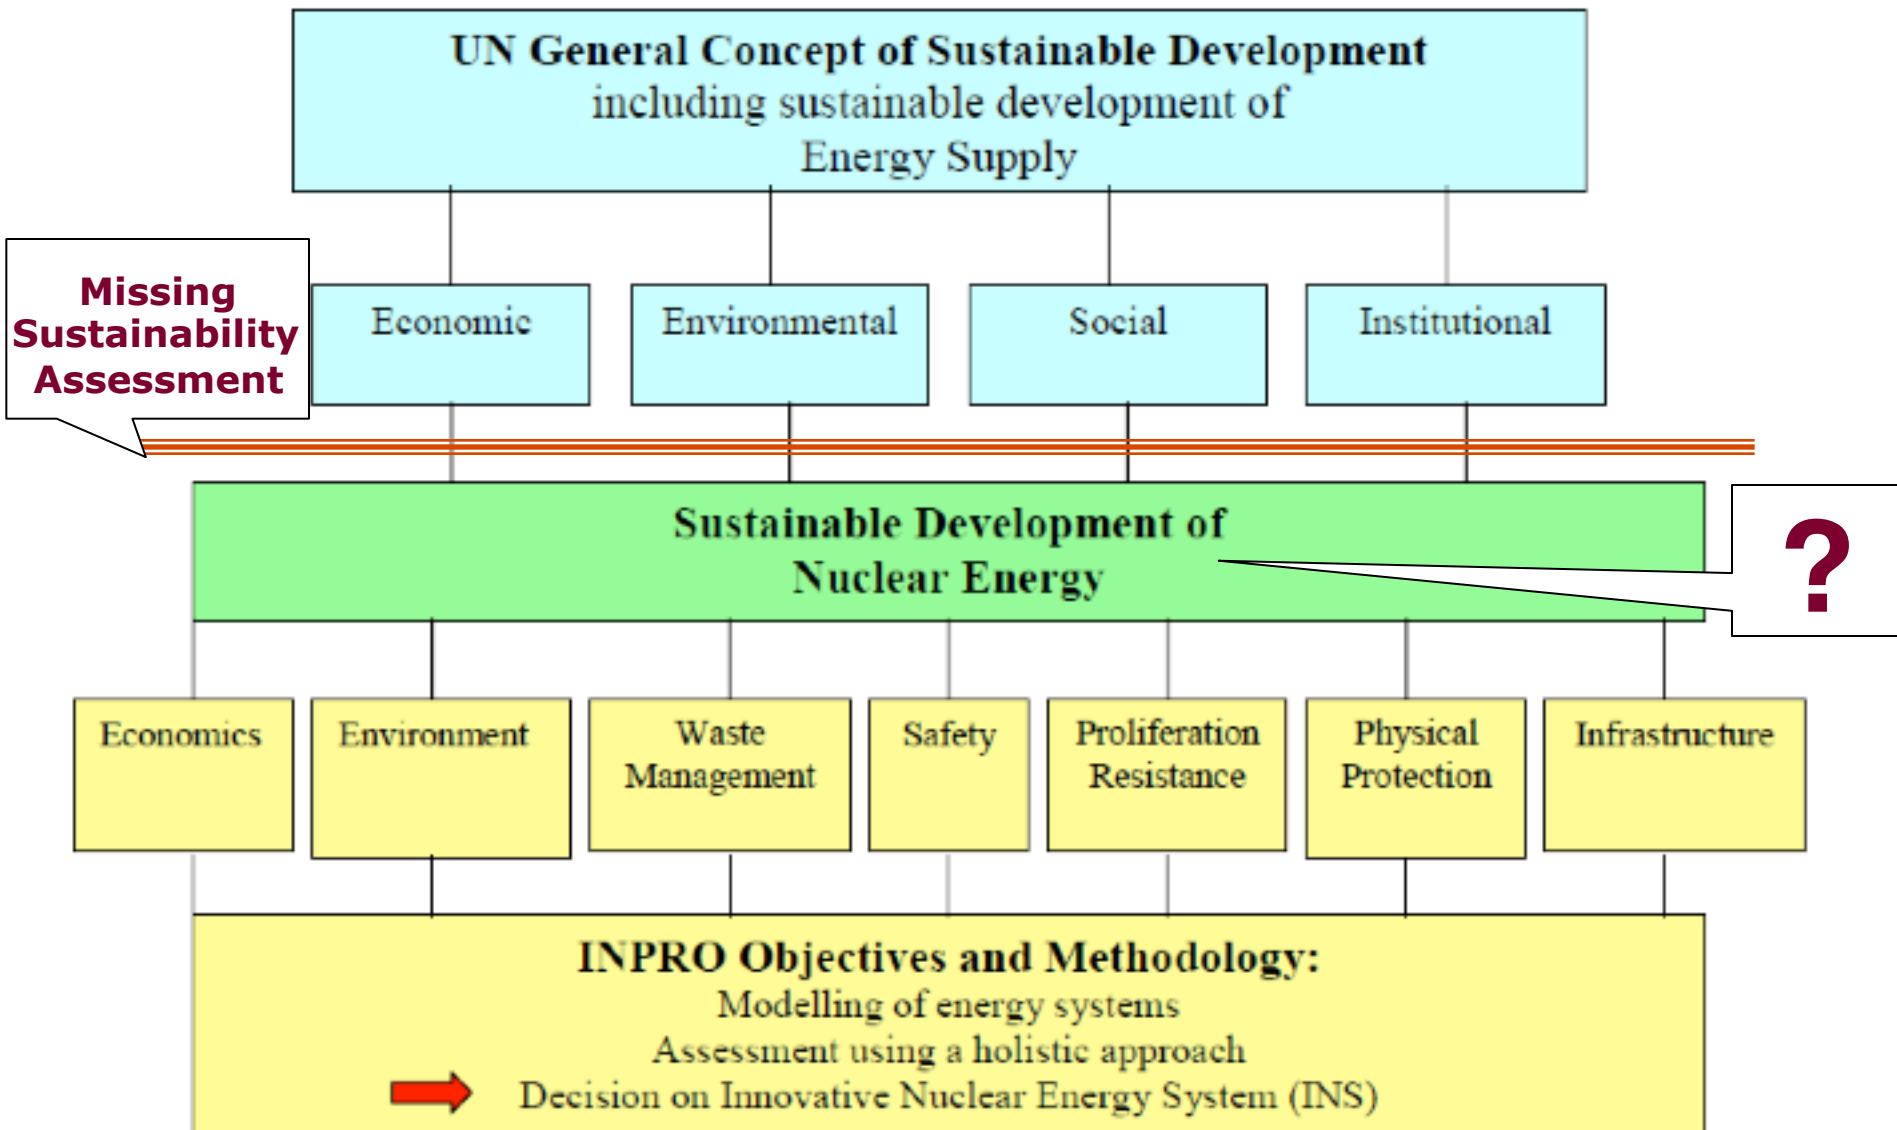 UN General Concept of Sustainable Development
including sustainable development of
Energy Supply
Missing
Sustainability
Assessment
Economic
Environmental
Social
Institutional
Sustainable Development of
Nuclear Energy
?
Economics
Environment
Waste
Management
Safety
Proliferation
Resistance
Physical
Protection
Infrastructure
INPRO Objectives and Methodology:
Modelling of energy systems
Assessment using a holistic approach
Decision on Innovative Nuclear Energy System (INS)